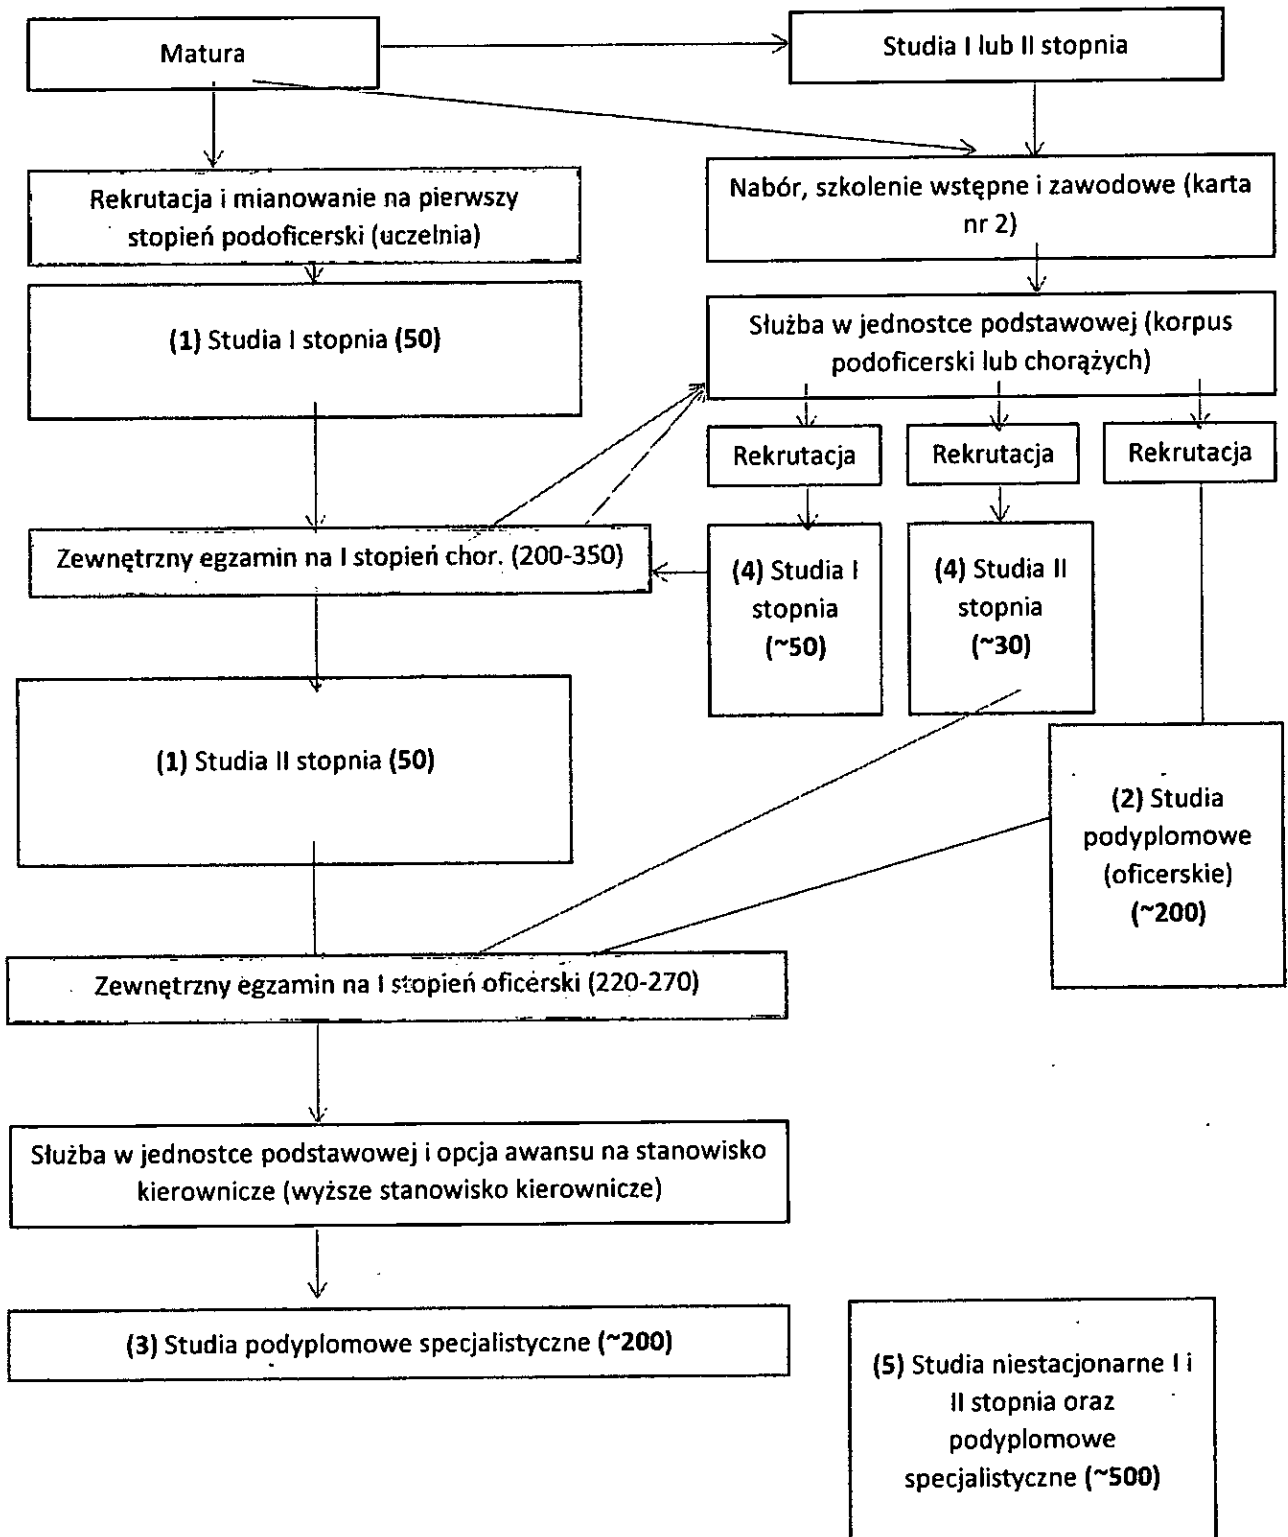 Matura
Studia I lub II stopnia
Rekrutacja i mianowanie na pierwszy
stopień podoficerski (uczelnia)
Nabór, szkolenie wstępne i zawodowe (karta
nr 2)
(1) Studia I stopnia (50)
Służba w jednostce podstawowej (korpus
podoficerski lub chorążych)
Rekrutacja
Rekrutacja
Rekrutacja
Zewnętrzny egzamin na I stopień chor. (200-350)
(4) Studia I
stopnia
(~50)
(4) Studia II
stopnia
(~30)
(1) Studia II stopnia (50)
(2) Studia
podyplomowe
(oficerskie)
(~200)
Zewnętrzny egzamin na I stopień oficerski (220-270)
Służba w jednostce podstawowej i opcja awansu na stanowisko
kierownicze (wyższe stanowisko kierownicze)
(3) Studia podyplomowe specjalistyczne (~200)
(5) Studia niestacjonarne I i
II stopnia oraz
podyplomowe
specjalistyczne (~500)